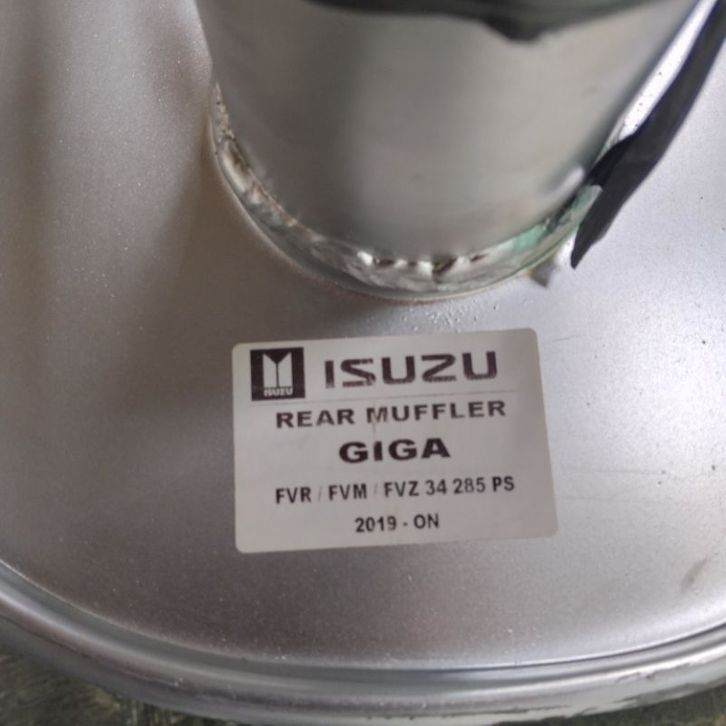 ISUZU
ISUZU
REAR MUFFLER
GIGA
FVR / FVM / FVZ 34 285 PS
2019 - ON